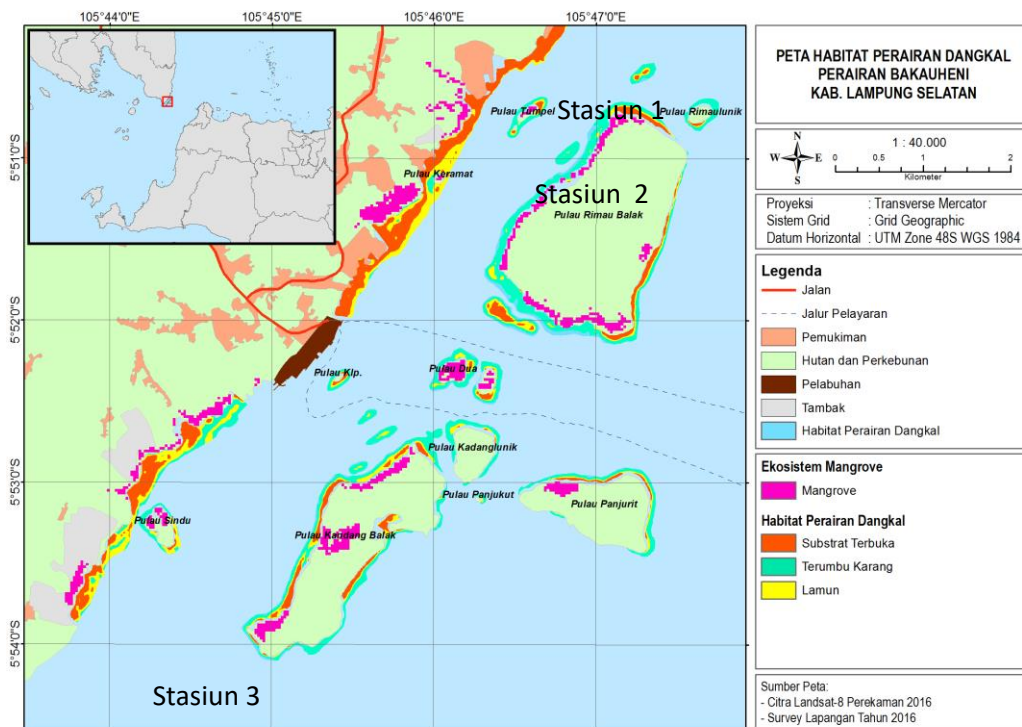 105°44'0"E
105°45'0"E
105°46'0"E
105°47'0"E
5°51'0"S
5°52'0"S
5°53'0"S
5°54'0"S
Stasiun 1
Pulau Tumpel
Pulau Rimaulunik
Pulau Keramat
Stasiun 2
Pulau Rimau Balak
Pulau Klp.
Pulau Dua
Pulau Kadanglunik
Pulau Panjukut
Pulau Panjurit
Pulau Sindu
Pulau Kandang Balak
Stasiun 3
PETA HABITAT PERAIRAN DANGKAL
PERAIRAN BAKAUHENI
KAB. LAMPUNG SELATAN
N
W E
S
1 : 40.000
0 0.5 1 2
Kilometer
Proyeksi : Transverse Mercator
Sistem Grid : Grid Geographic
Datum Horizontal : UTM Zone 48S WGS 1984
Legenda
Jalan
Jalur Pelayaran
Pemukiman
Hutan dan Perkebunan
Pelabuhan
Tambak
Habitat Perairan Dangkal
Ekosistem Mangrove
Mangrove
Habitat Perairan Dangkal
Substrat Terbuka
Terumbu Karang
Lamun
Sumber Peta:
- Citra Landsat-8 Perekaman 2016
- Survey Lapangan Tahun 2016